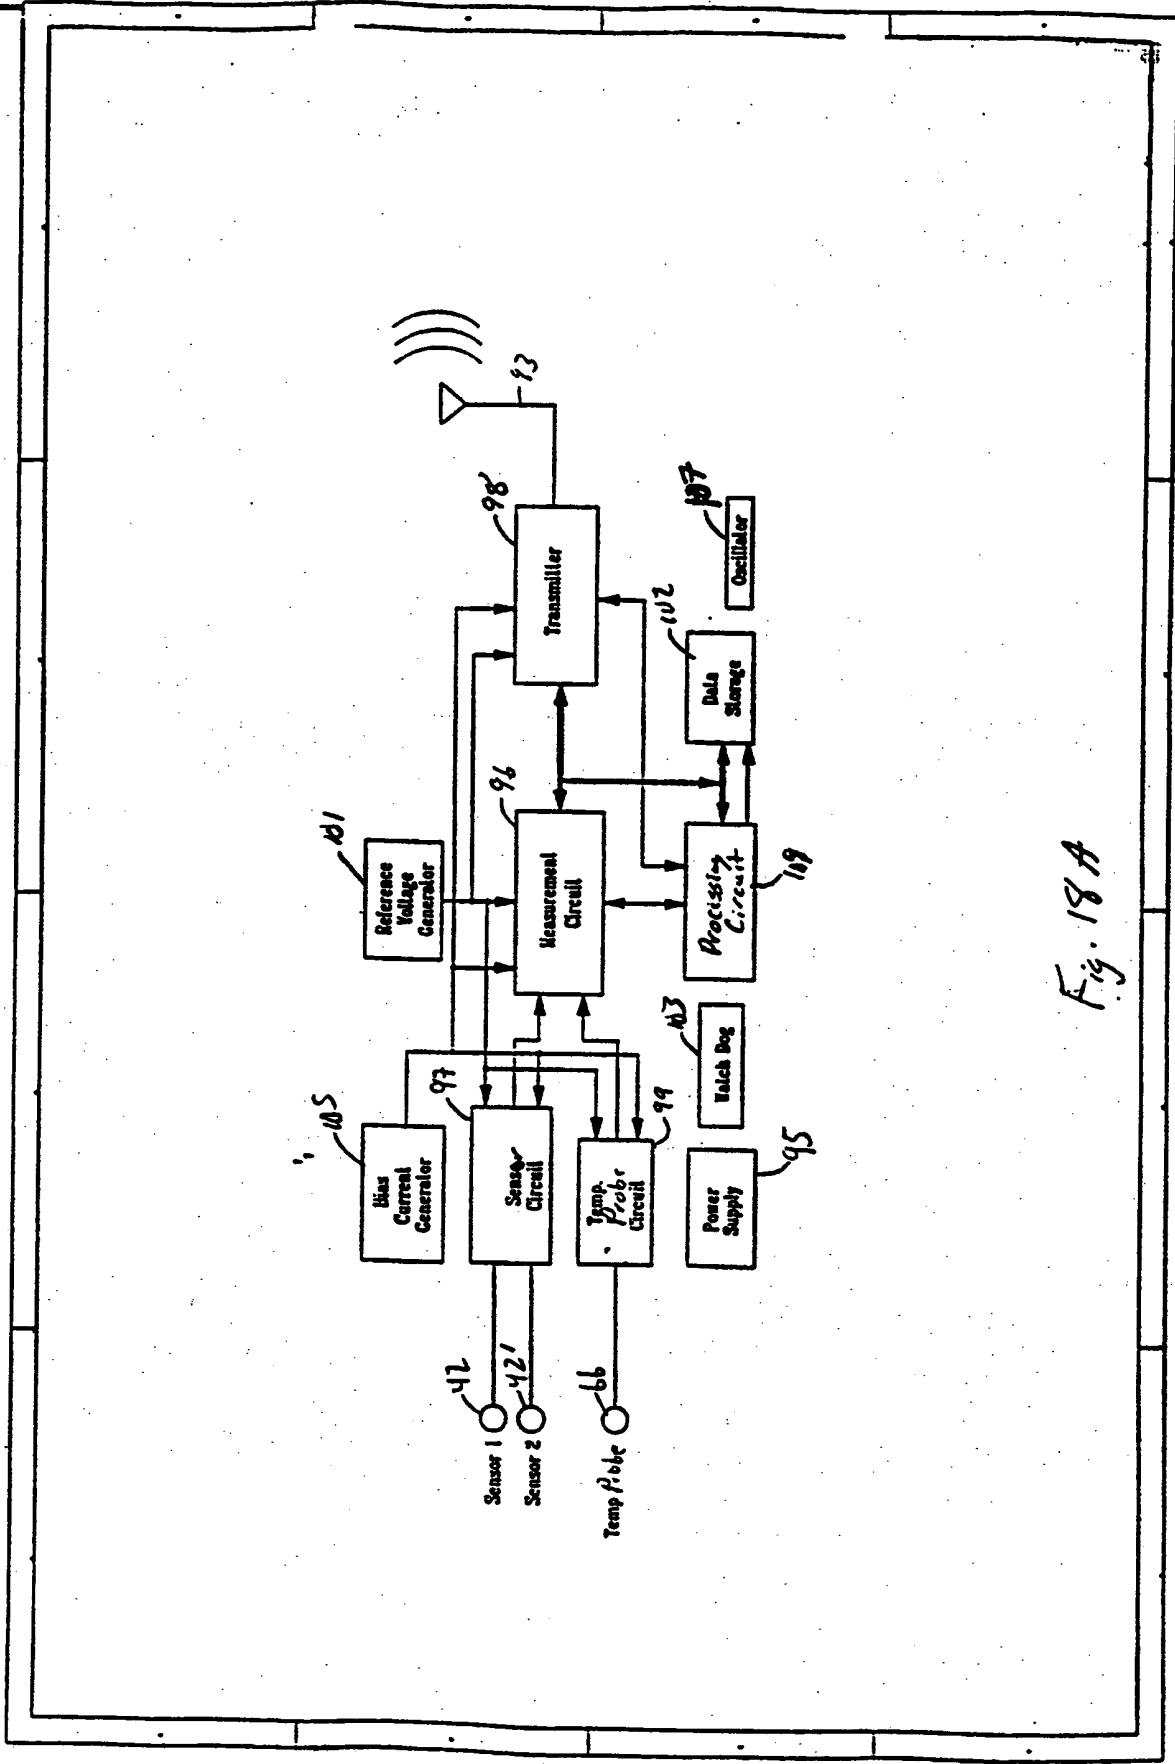 101
Reference
Voltage
Generator
105
Bias
Current
Generator
93
98
Transmitter
96
Measurement
Circuit
97
Sensor
Circuit
42
Sensor 1
42'
Sensor 2
99
Temp.
Probe
Circuit
66
Temp Probe
107
Oscillator
102
Data
Storage
Processing
Circuit
109
103
Watch Dog
Power
Supply
95
Fig. 18A